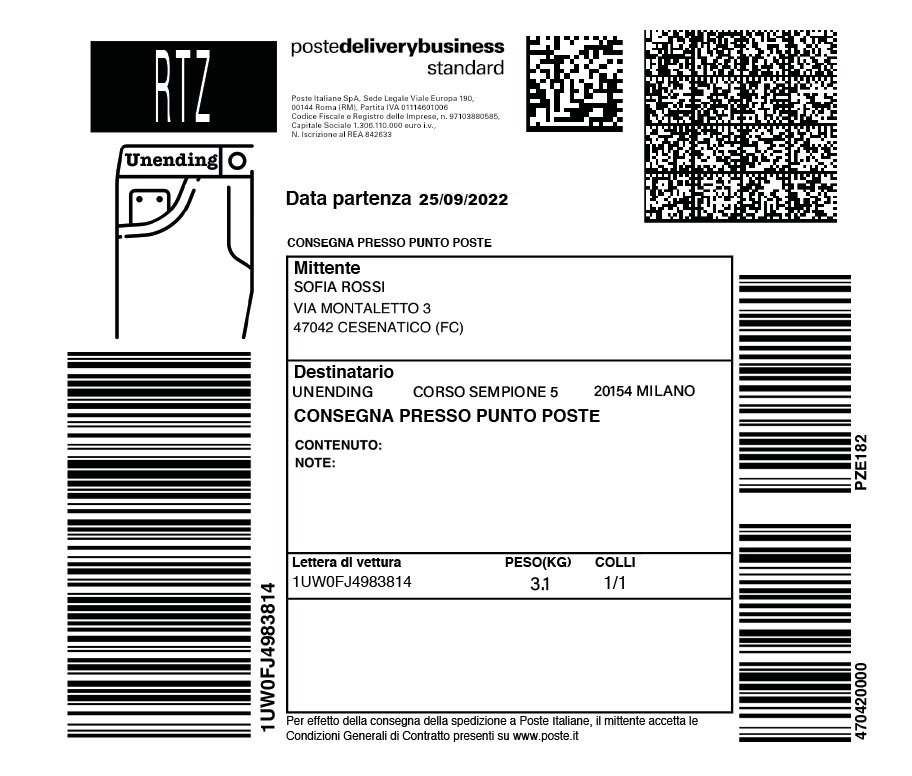 RTZ
postedeliverybusiness
standard
Poste Italiane SpA, Sede Legale Viale Europa 190,
00144 Roma (RM), Partita IVA 01114601006
Codice Fiscale e Registro delle Imprese, n. 97103880585,
Capitale Sociale 1.306.110.000 euro i.v.,
N. Iscrizione al REA 842633
Unending
Data partenza 25/09/2022
CONSEGNA PRESSO PUNTO POSTE
Mittente
SOFIA ROSSI
VIA MONTALETTO 3
47042 CESENATICO (FC)
Destinatario
UNENDING CORSO SEMPIONE 5 20154 MILANO
CONSEGNA PRESSO PUNTO POSTE
CONTENUTO:
NOTE:
Lettera di vettura PESO(KG) COLLI
1UW0FJ4983814 3.1 1/1
Per effetto della consegna della spedizione a Poste Italiane, il mittente accetta le
Condizioni Generali di Contratto presenti su www.poste.it
1UW0FJ4983814
PZE182
470420000